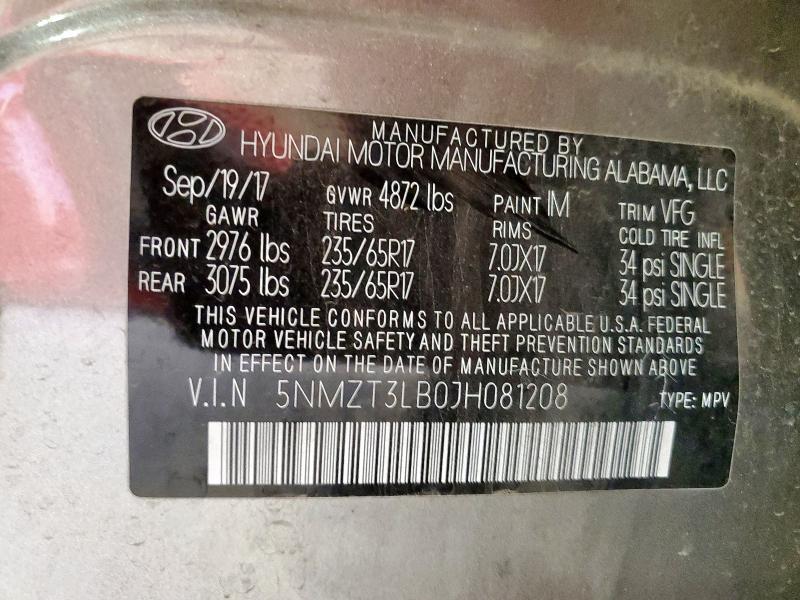 MANUFACTURED BY
HYUNDAI MOTOR MANUFACTURING ALABAMA, LLC
Sep/19/17 GVWR 4872 lbs PAINT IM TRIM VFG
GAWR TIRES RIMS COLD TIRE INFL
FRONT 2976 lbs 235/65R17 7.0JX17 34 psi SINGLE
REAR 3075 lbs 235/65R17 7.0JX17 34 psi SINGLE
THIS VEHICLE CONFORMS TO ALL APPLICABLE U.S.A. FEDERAL
MOTOR VEHICLE SAFETY AND THEFT PREVENTION STANDARDS
IN EFFECT ON THE DATE OF MANUFACTURE SHOWN ABOVE
V.I.N 5NMZT3LB0JH081208 TYPE: MPV